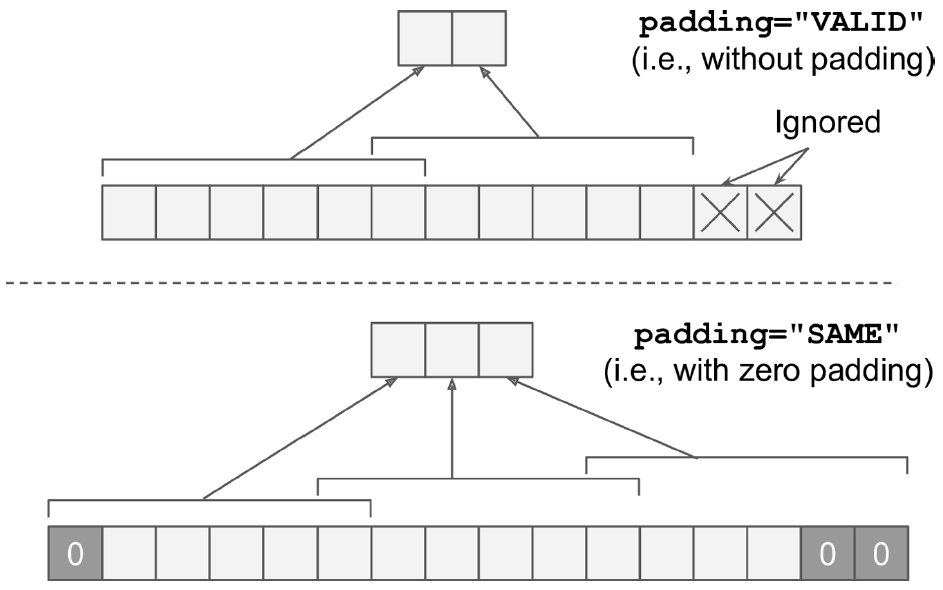 padding="VALID"
(i.e., without padding)
Ignored
padding="SAME"
(i.e., with zero padding)
0 0 0